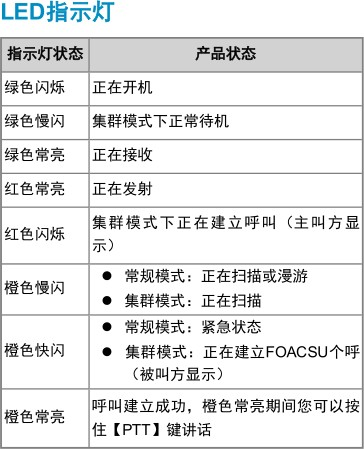 LED指示灯
指示灯状态 产品状态
绿色闪烁 正在开机
绿色慢闪 集群模式下正常待机
绿色常亮 正在接收
红色常亮 正在发射
红色闪烁 集群模式下正在建立呼叫（主叫方显
示）
橙色慢闪 ● 常规模式：正在扫描或漫游
● 集群模式：正在扫描
橙色快闪 ● 常规模式：紧急状态
● 集群模式：正在建立FOACSU个呼
（被叫方显示）
橙色常亮 呼叫建立成功，橙色常亮期间您可以按
住【PTT】键讲话